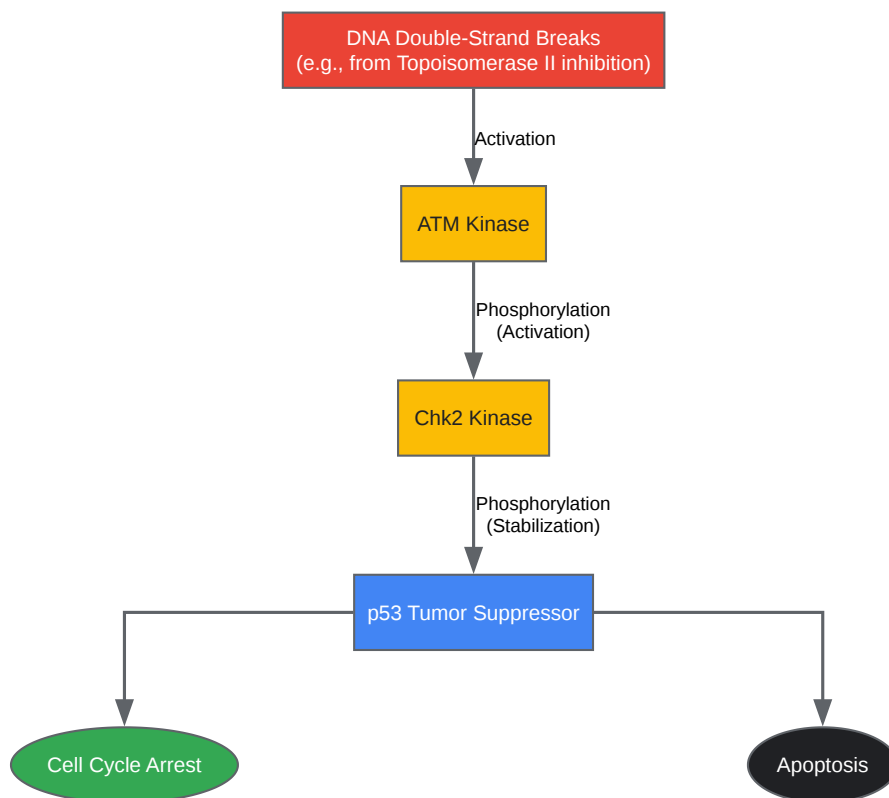 DNA Double-Strand Breaks
(e.g., from Topoisomerase II inhibition)
Activation
ATM Kinase
Phosphorylation
(Activation)
Chk2 Kinase
Phosphorylation
(Stabilization)
p53 Tumor Suppressor
Cell Cycle Arrest
Apoptosis